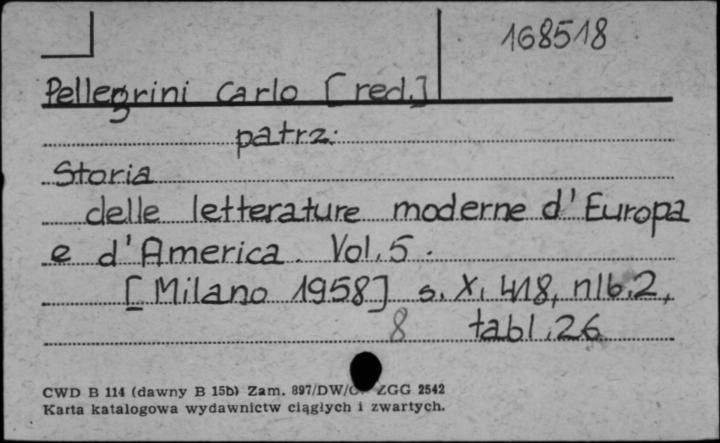 168518
Pellegrini Carlo [red.]
patrz:
Storia
delle letterature moderne d'Europa
e d'America. Vol. 5.
[Milano 1958] s. X, 418, nlb. 2,
8 tabl. 26
CWD B 114 (dawny B 15b) Zam. 897/DW/ ZGG 2542
Karta katalogowa wydawnictw ciągłych i zwartych.